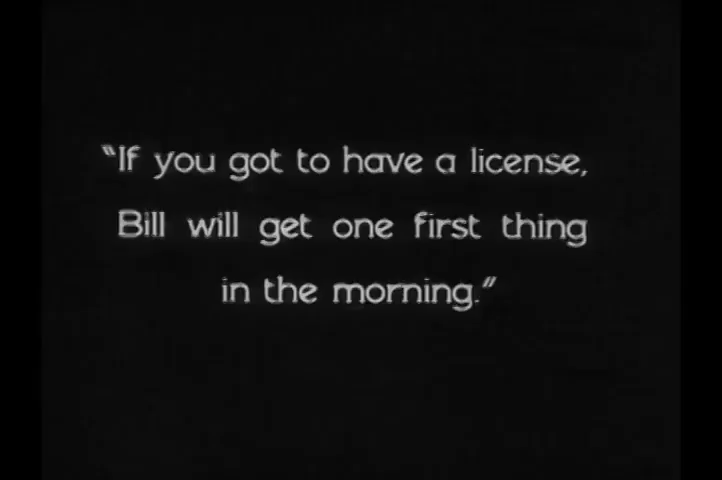 "If you got to have a license,
Bill will get one first thing
in the morning."